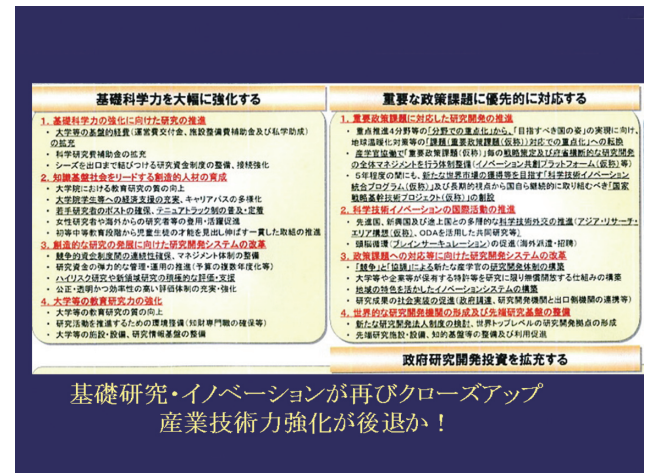 基礎科学力を大幅に強化する
1. 基礎科学力の強化に向けた研究の推進
・ 大学等の基盤的経費(運営費交付金、施設整備費補助金及び私学助成)
の拡充
・ 科学研究費補助金の拡充
・ シーズを出口まで結びつける研究資金制度の整備、接続強化
2. 知識基盤社会をリードする創造的人材の育成
・ 大学院における教育研究の質の向上
・ 大学院学生等への経済支援の充実、キャリアパスの多様化
・ 若手研究者のポストの確保、テニュアトラック制の普及・定着
・ 女性研究者や海外からの研究者等の登用・活躍促進
・ 初等中等教育段階から児童生徒の才能を見出し伸ばす一貫した取組の推進
3. 創造的な研究の発展に向けた研究開発システムの改革
・ 競争的資金制度間の連続性確保、マネジメント体制の整備
・ 研究資金の弾力的な管理・運用の推進(予算の複数年度化等)
・ ハイリスク研究や新領域研究の積極的な評価・支援
・ 公正・透明かつ効率性の高い評価体制の充実・強化
4. 大学等の教育研究力の強化
・ 大学等の教育研究の質の向上
・ 研究活動を推進するための環境整備(知財専門職の確保等)
・ 大学等の施設・設備、研究情報基盤の整備
重要な政策課題に優先的に対応する
1. 重要政策課題に対応した研究開発の推進
・ 重点推進4分野等の「分野での重点化」から、「目指すべき国の姿」の実現に向け、
地球温暖化対策等の「課題(重要政策課題(仮称))対応での重点化」への転換
・ 産学官協働で「重要政策課題(仮称)」毎の戦略策定及び府省横断的な研究開発
の全体マネジメントを行う体制整備(イノベーション共創プラットフォーム(仮称)等)
・ 5年程度の間にも、新たな世界市場の獲得等を目指す「科学技術イノベーション
統合プログラム(仮称)」及び長期的視点から国自ら継続的に取り組むべき「国家
戦略基幹技術プロジェクト(仮称)」の創設
2. 科学技術イノベーションの国際活動の推進
・ 先進国、新興国及び途上国との多層的な科学技術外交の推進(アジア・リサーチ・
エリア構想(仮称)、ODAを活用した共同研究等)
・ 頭脳循環(ブレインサーキュレーション)の促進(海外派遣・招聘)
3. 政策課題への対応等に向けた研究開発システムの改革
・ 「競争」と「協調」による新たな産学官の研究開発体制の構築
・ 大学等や企業等が保有する特許等を研究に限り無償開放する仕組みの構築
・ 地域の特色を活かしたイノベーションシステムの構築
・ 研究成果の社会実装の促進(政府調達、研究開発機関と出口側機関の連携等)
4. 世界的な研究開発機関の形成及び先端研究基盤の整備
・ 新たな研究開発法人制度の検討、世界トップレベルの研究開発拠点の形成
・ 先端研究施設・設備、知的基盤等の整備及び利用促進
政府研究開発投資を拡充する
基礎研究・イノベーションが再びクローズアップ
産業技術力強化が後退か!